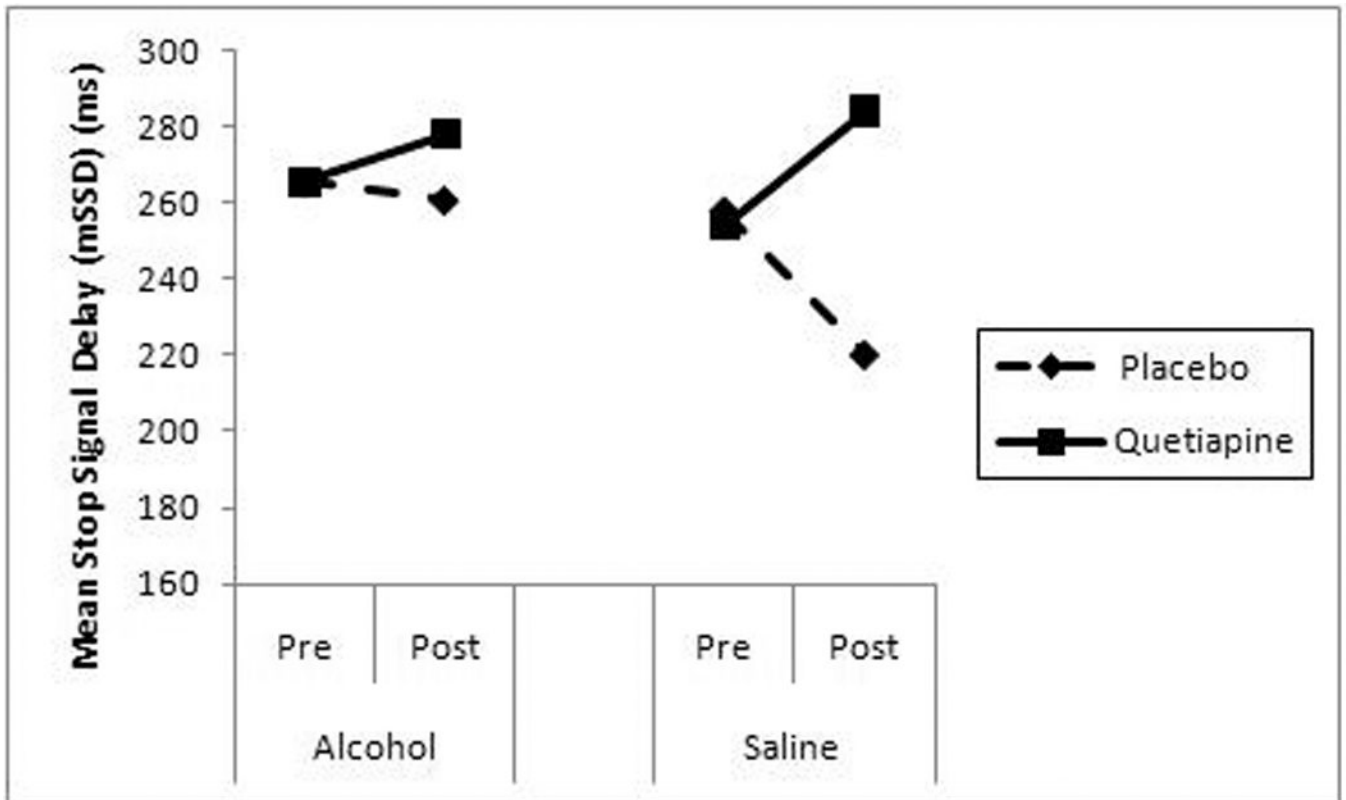 Mean Stop Signal Delay (mSSD) (ms)
300
280
260
240
220
200
180
160
Pre
Post
Pre
Post
Alcohol
Saline
Placebo
Quetiapine